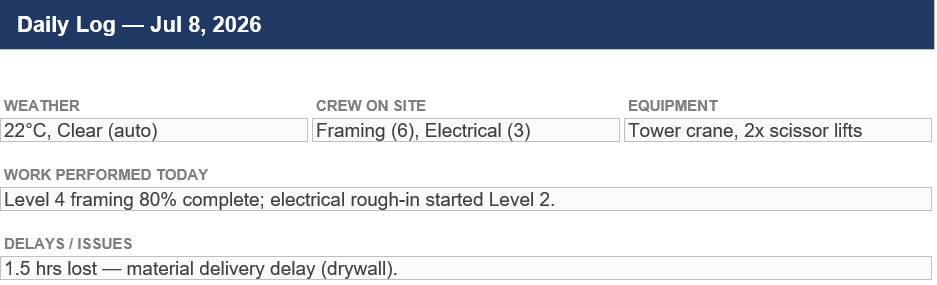 Daily Log — Jul 8, 2026
WEATHER CREW ON SITE EQUIPMENT
22°C, Clear (auto) Framing (6), Electrical (3) Tower crane, 2x scissor lifts
WORK PERFORMED TODAY
Level 4 framing 80% complete; electrical rough-in started Level 2.
DELAYS / ISSUES
1.5 hrs lost — material delivery delay (drywall).